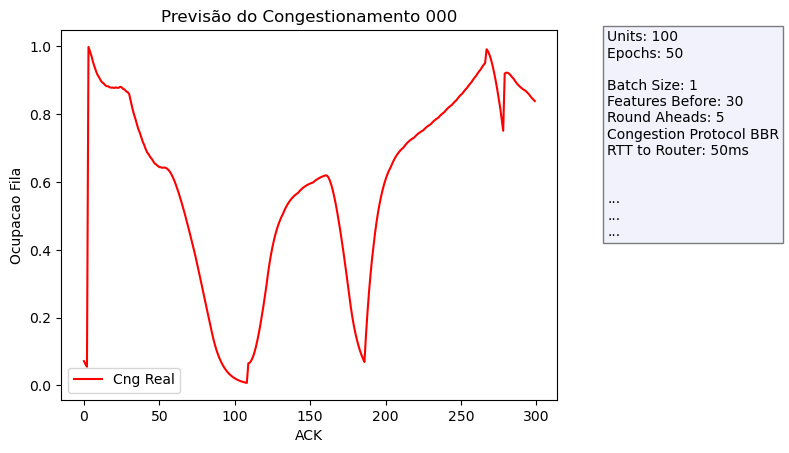 Previsão do Congestionamento 000
Ocupacao Fila
1.0
0.8
0.6
0.4
0.2
0.0
Cng Real
0
50
100
150
200
250
300
ACK
Units: 100
Epochs: 50
Batch Size: 1
Features Before: 30
Round Aheads: 5
Congestion Protocol BBR
RTT to Router: 50ms
...
...
...